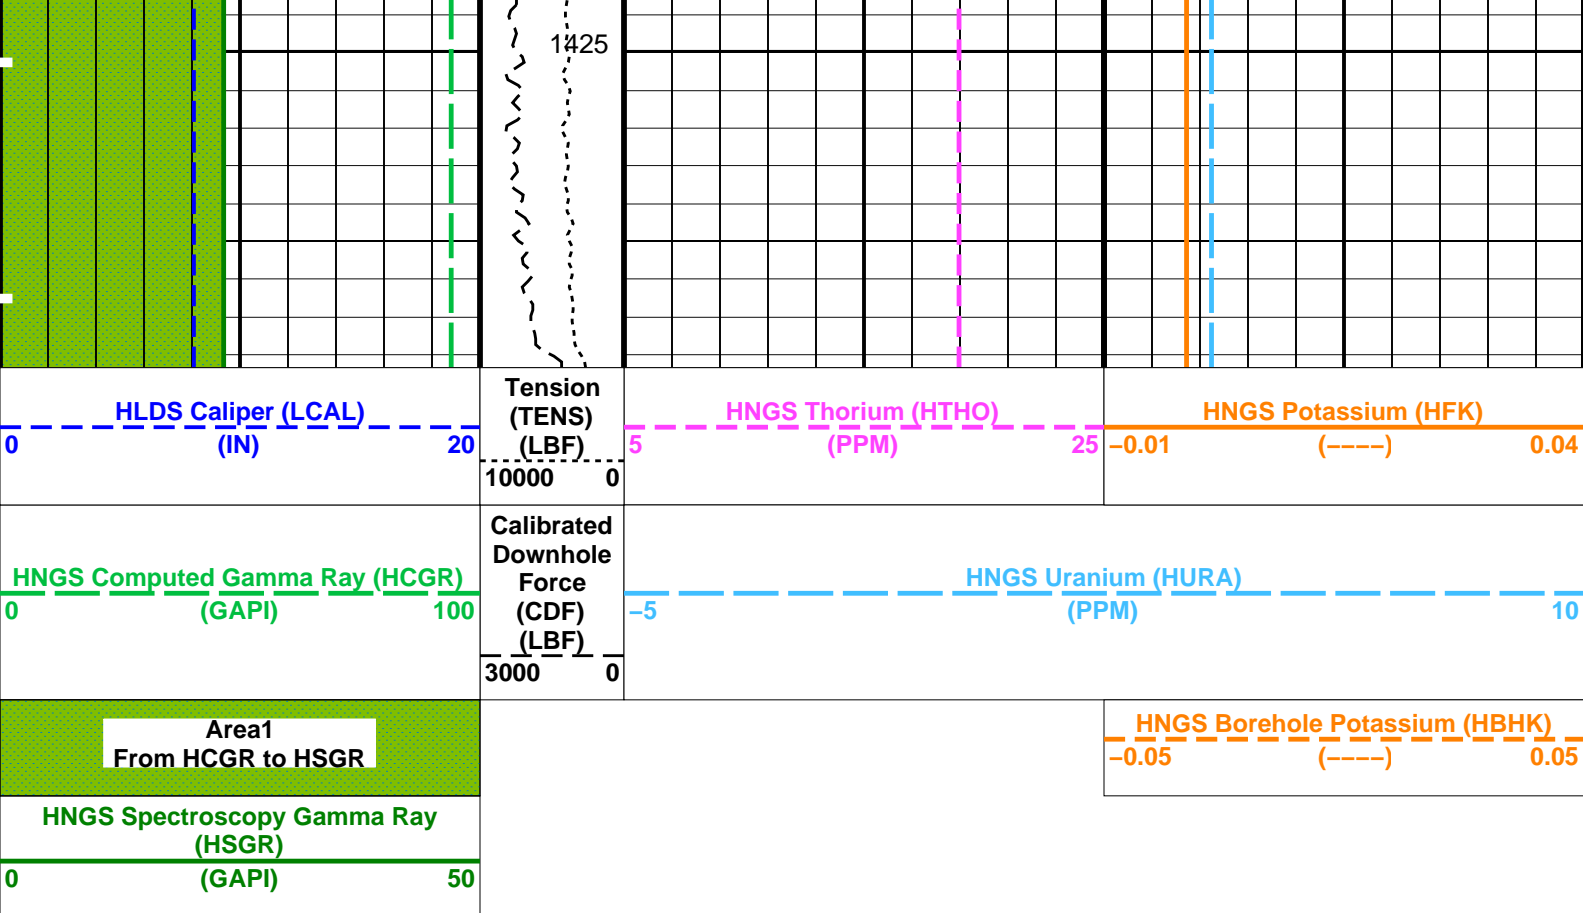 1425
HLDS Caliper (LCAL)
0 (IN) 20
Tension
(TENS)
(LBF)
10000 0
HNGS Thorium (HTHO)
5 (PPM) 25
HNGS Potassium (HFK)
−0.01 (−−−−) 0.04
HNGS Computed Gamma Ray (HCGR)
0 (GAPI) 100
Calibrated
Downhole
Force
(CDF)
(LBF)
3000 0
HNGS Uranium (HURA)
−5 (PPM) 10
Area1
From HCGR to HSGR
HNGS Borehole Potassium (HBHK)
−0.05 (−−−−) 0.05
HNGS Spectroscopy Gamma Ray
(HSGR)
0 (GAPI) 50